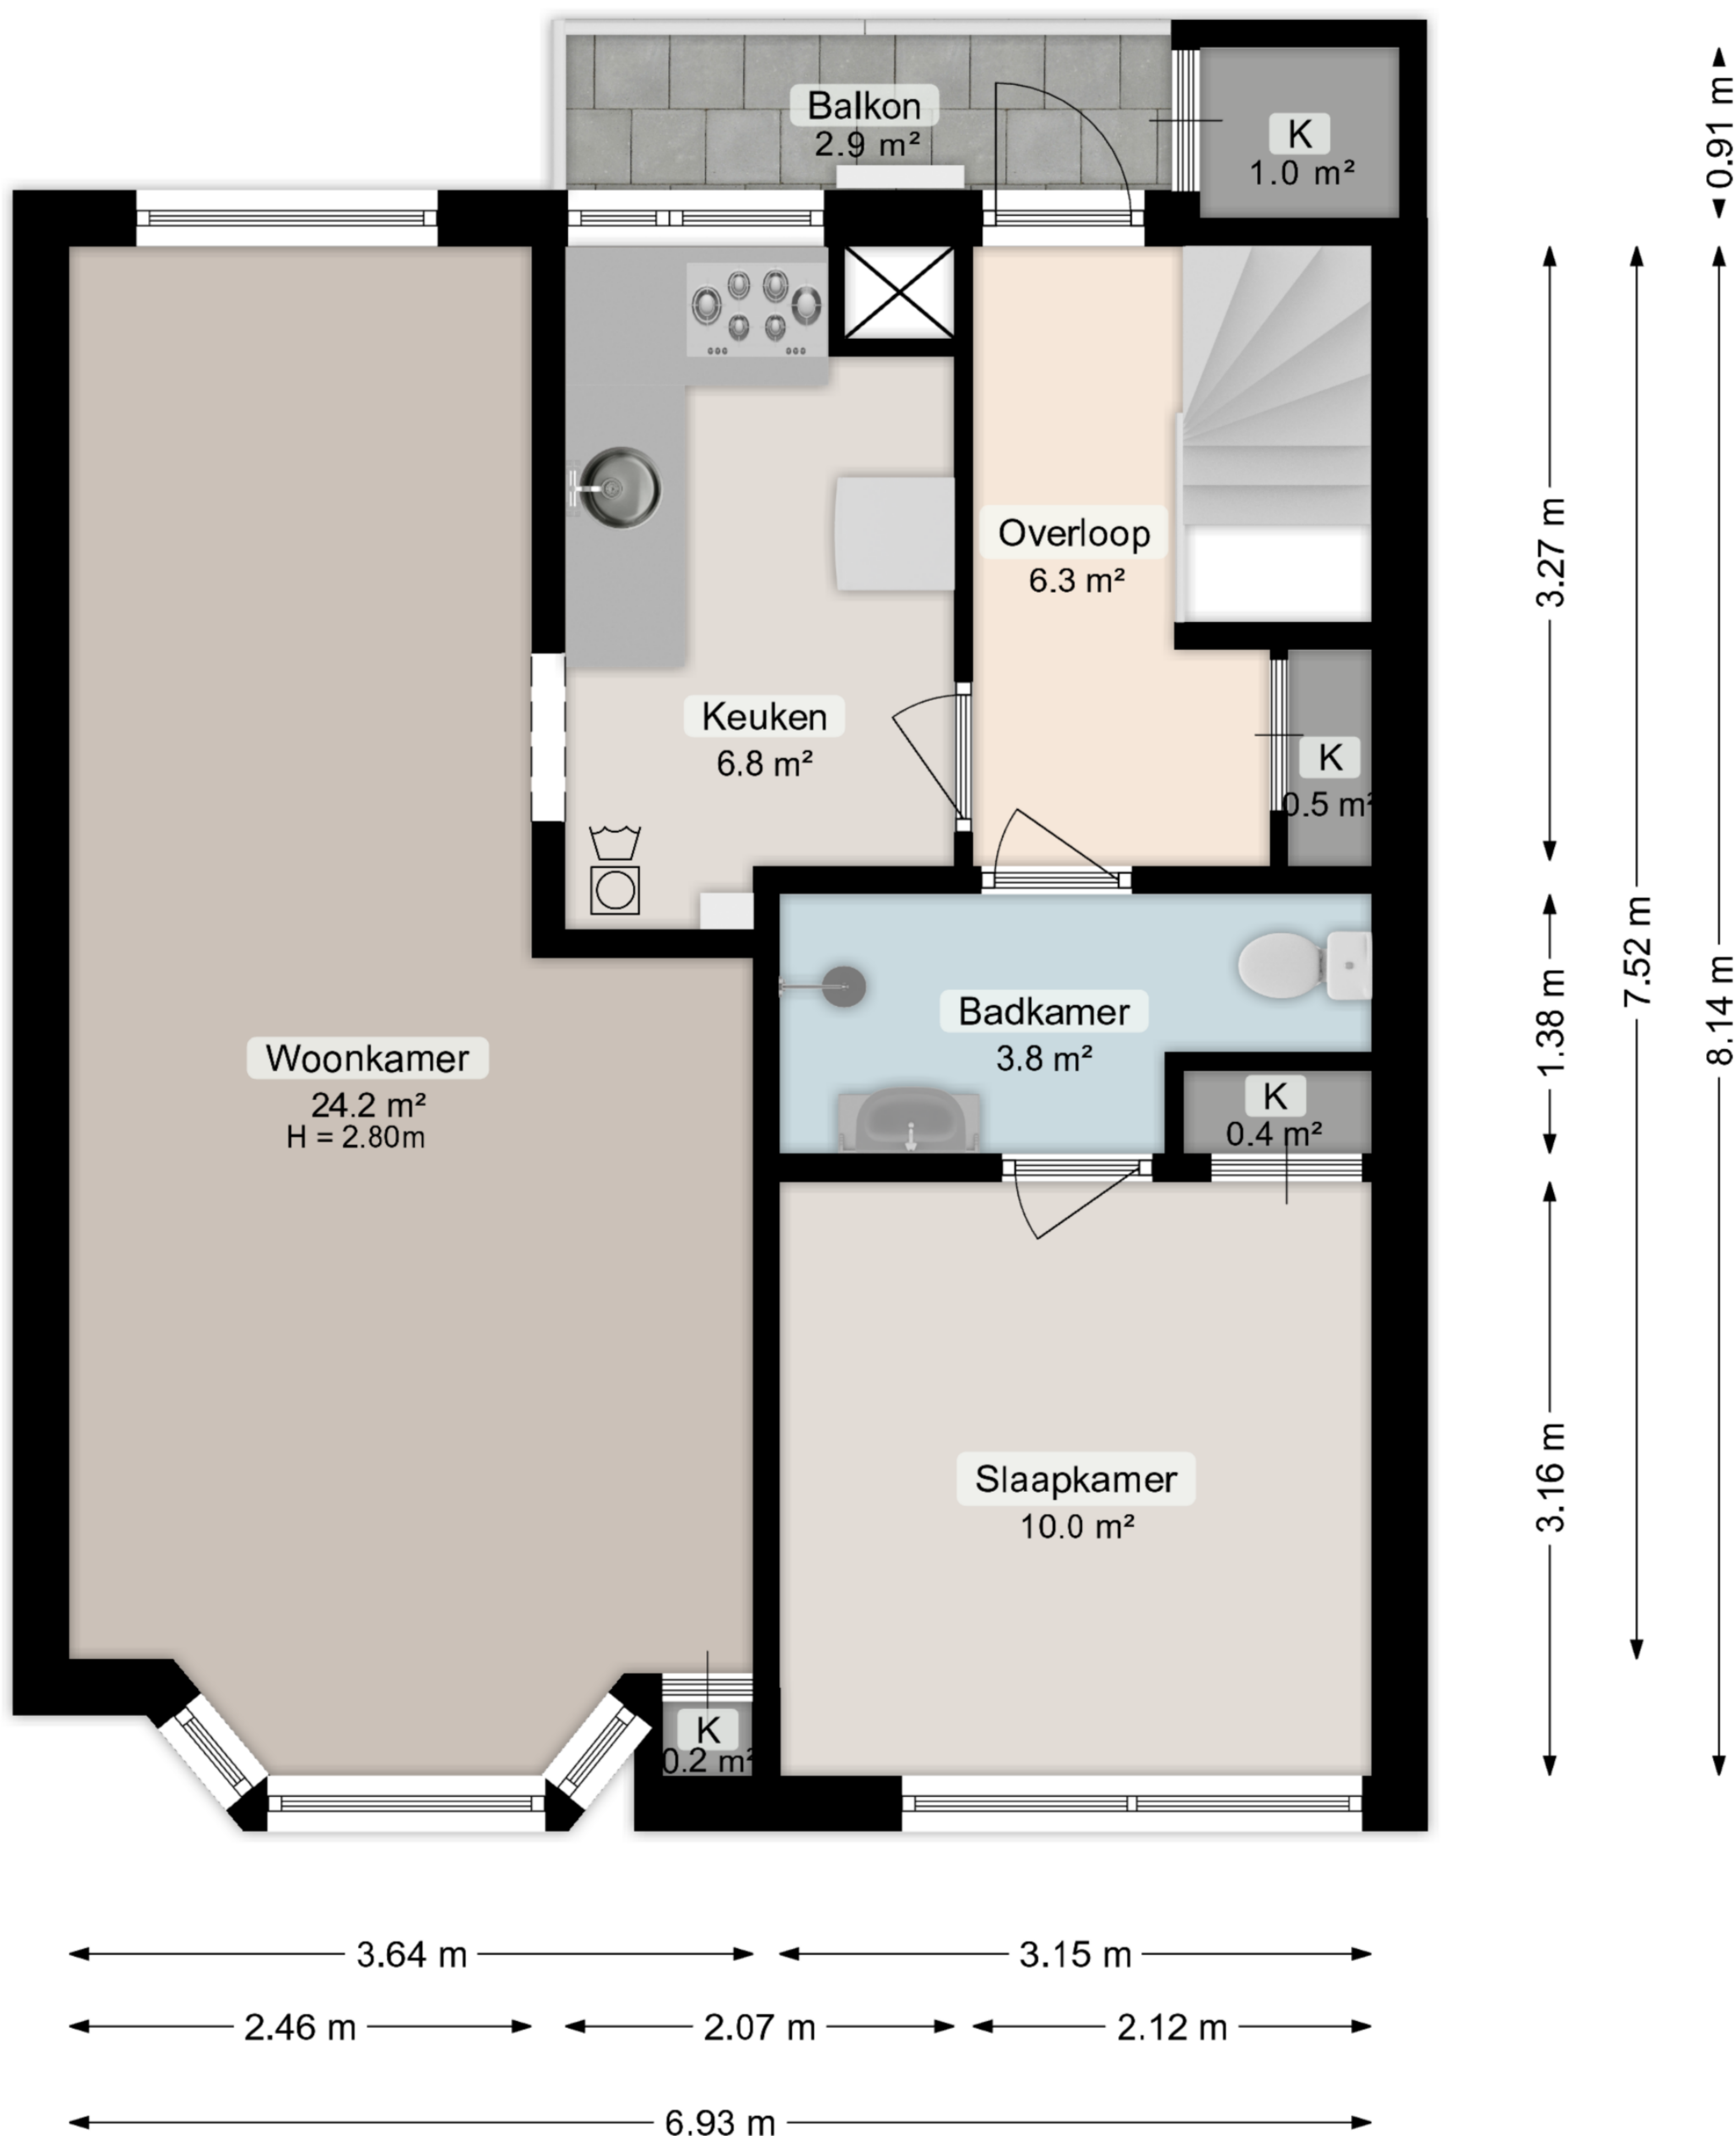 Balkon
2.9 m²
K
1.0 m²
0.91 m
Overloop
6.3 m²
3.27 m
Keuken
6.8 m²
K
0.5 m²
7.52 m
8.14 m
Badkamer
3.8 m²
1.38 m
Woonkamer
24.2 m²
H = 2.80m
K
0.4 m²
Slaapkamer
10.0 m²
3.16 m
K
0.2 m²
3.64 m
3.15 m
2.46 m
2.07 m
2.12 m
6.93 m